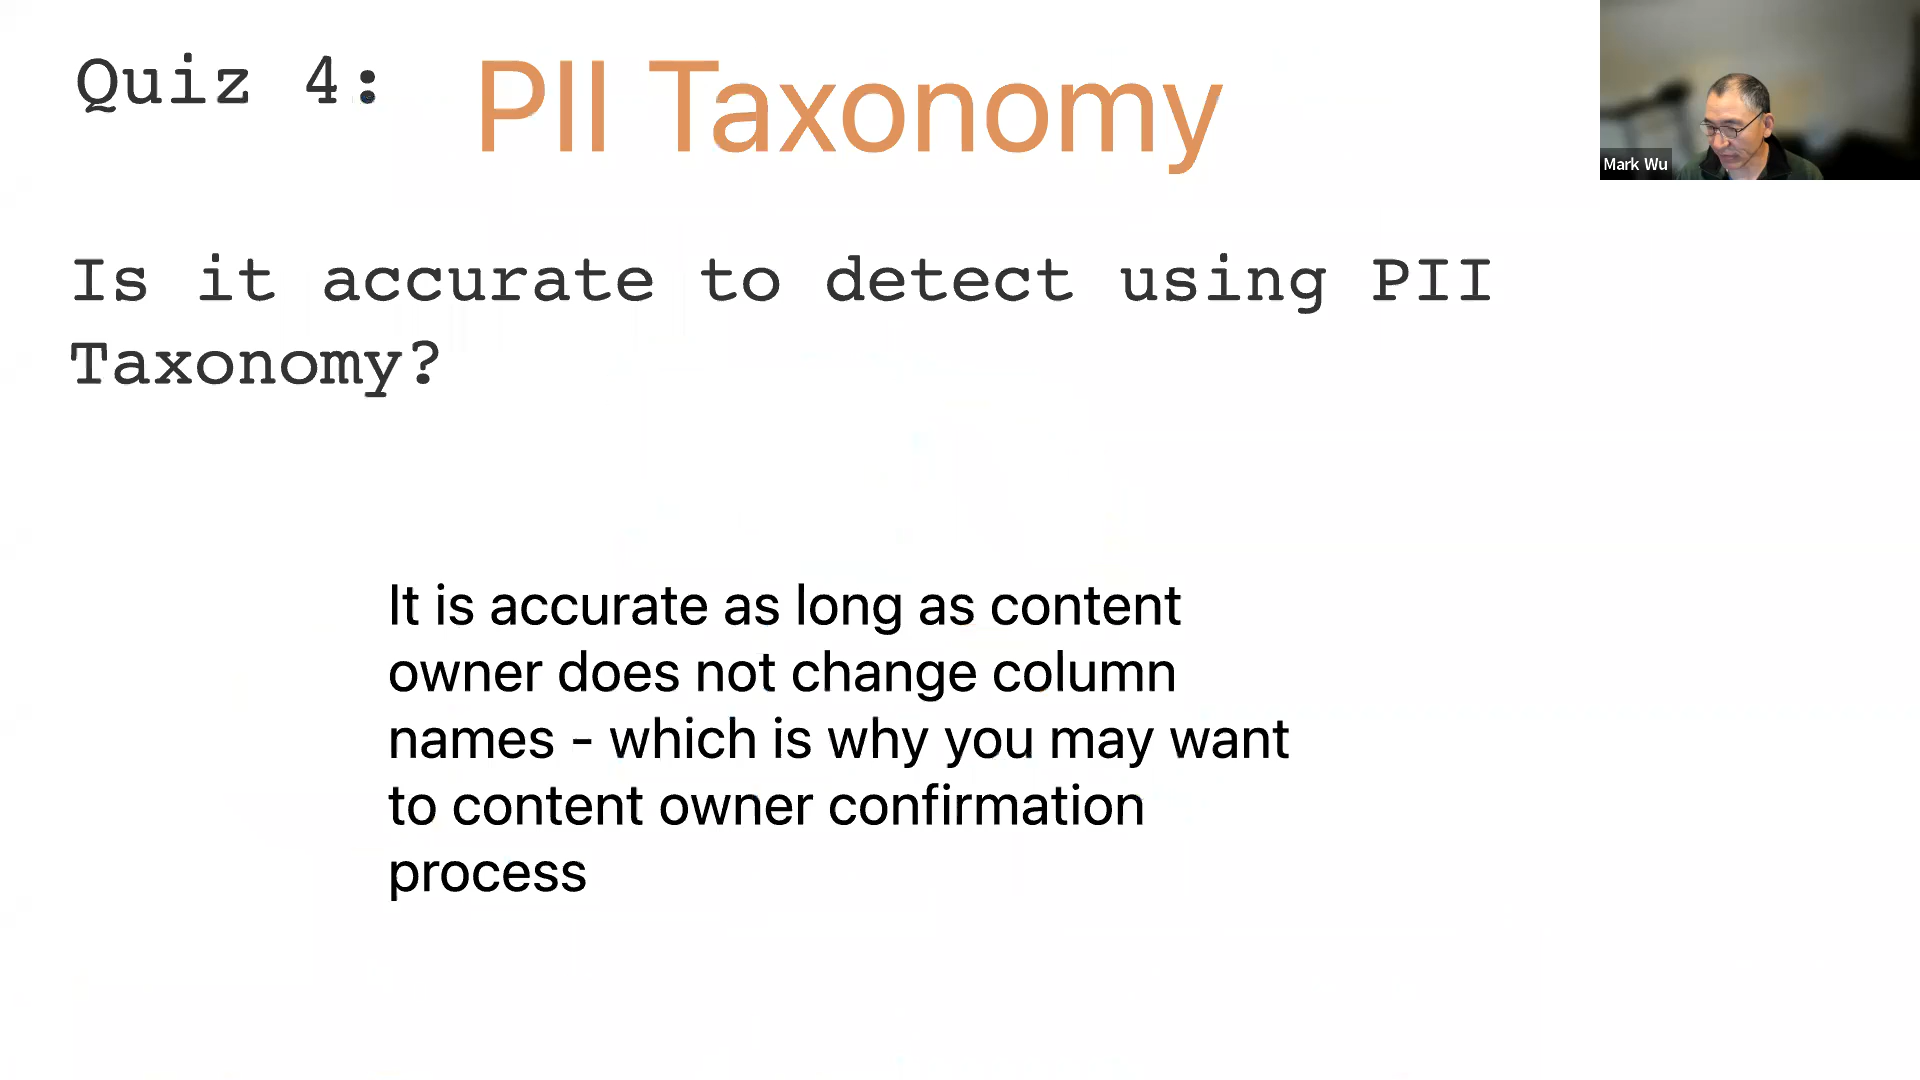 Quiz 4:
PII Taxonomy
Mark Wu
Is it accurate to detect using PII
Taxonomy?
It is accurate as long as content
owner does not change column
names - which is why you may want
to content owner confirmation
process